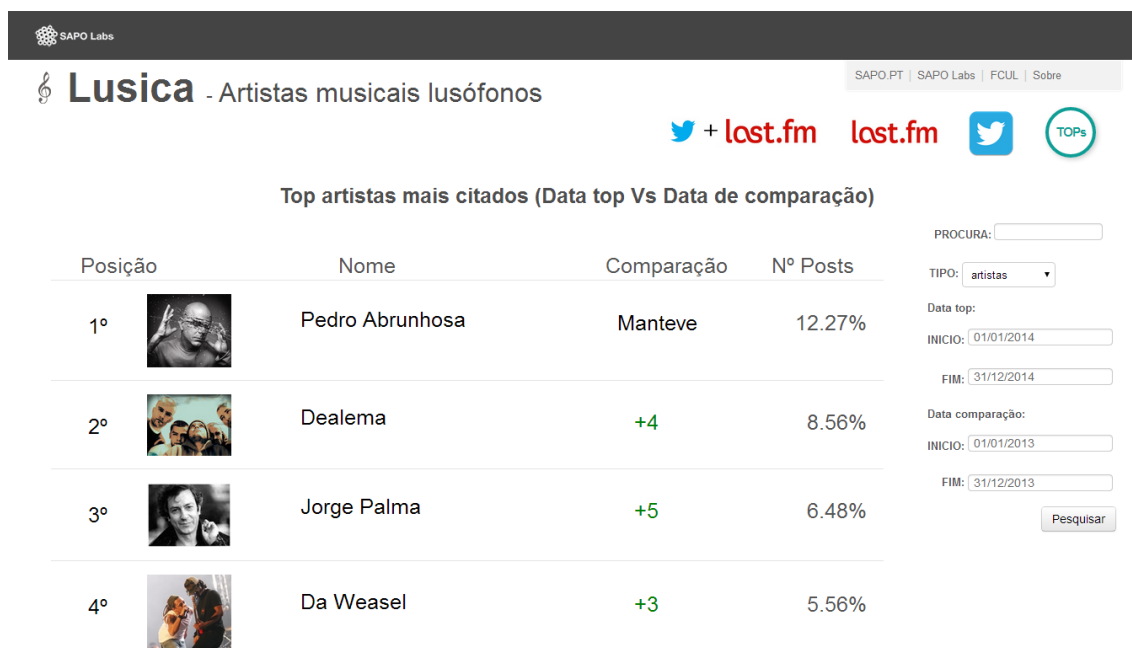 SAPO Labs
SAPO.PT | SAPO Labs | FCUL | Sobre
Lusica - Artistas musicais lusófonos
+ last.fm last.fm TOPs
Top artistas mais citados (Data top Vs Data de comparação)
Posição Nome Comparação Nº Posts
1º Pedro Abrunhosa Manteve 12.27%
2º Dealema +4 8.56%
3º Jorge Palma +5 6.48%
4º Da Weasel +3 5.56%
PROCURA:
TIPO: artistas
Data top:
INICIO: 01/01/2014
FIM: 31/12/2014
Data comparação:
INICIO: 01/01/2013
FIM: 31/12/2013
Pesquisar